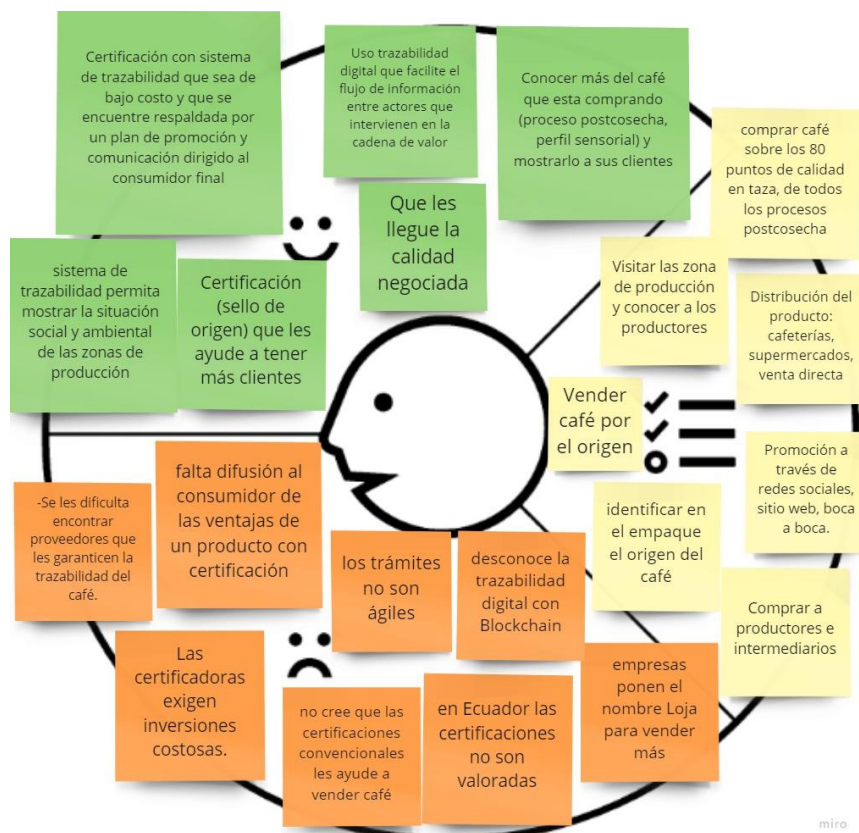 Certificación con sistema
de trazabilidad que sea de
bajo costo y que se
encuentre respaldada por
un plan de promoción y
comunicación dirigido al
consumidor final
Uso trazabilidad
digital que facilite el
flujo de información
entre actores que
intervienen en la
cadena de valor
Conocer más del café
que esta comprando
(proceso postcosecha,
perfil sensorial) y
mostrarlo a sus clientes
comprar café
sobre los 80
puntos de calidad
en taza, de todos
los procesos
postcosecha
Que les
llegue la
calidad
negociada
sistema de
trazabilidad permita
mostrar la situación
social y ambiental
de las zonas de
producción
Certificación
(sello de
origen) que les
ayude a tener
más clientes
Visitar las zona
de producción
y conocer a los
productores
Distribución del
producto:
cafeterías,
supermercados,
venta directa
Vender
café por
el origen
Promoción a
través de
redes sociales,
sitio web, boca
a boca.
identificar en
el empaque
el origen del
café
Comprar a
productores e
intermediarios
-Se les dificulta
encontrar
proveedores que
les garanticen la
trazabilidad del
café.
falta difusión al
consumidor de
las ventajas de
un producto con
certificación
los trámites
no son
ágiles
desconoce la
trazabilidad
digital con
Blockchain
Las
certificadoras
exigen
inversiones
costosas.
no cree que las
certificaciones
convencionales
les ayude a
vender café
en Ecuador las
certificaciones
no son
valoradas
empresas
ponen el
nombre Loja
para vender
más
miro